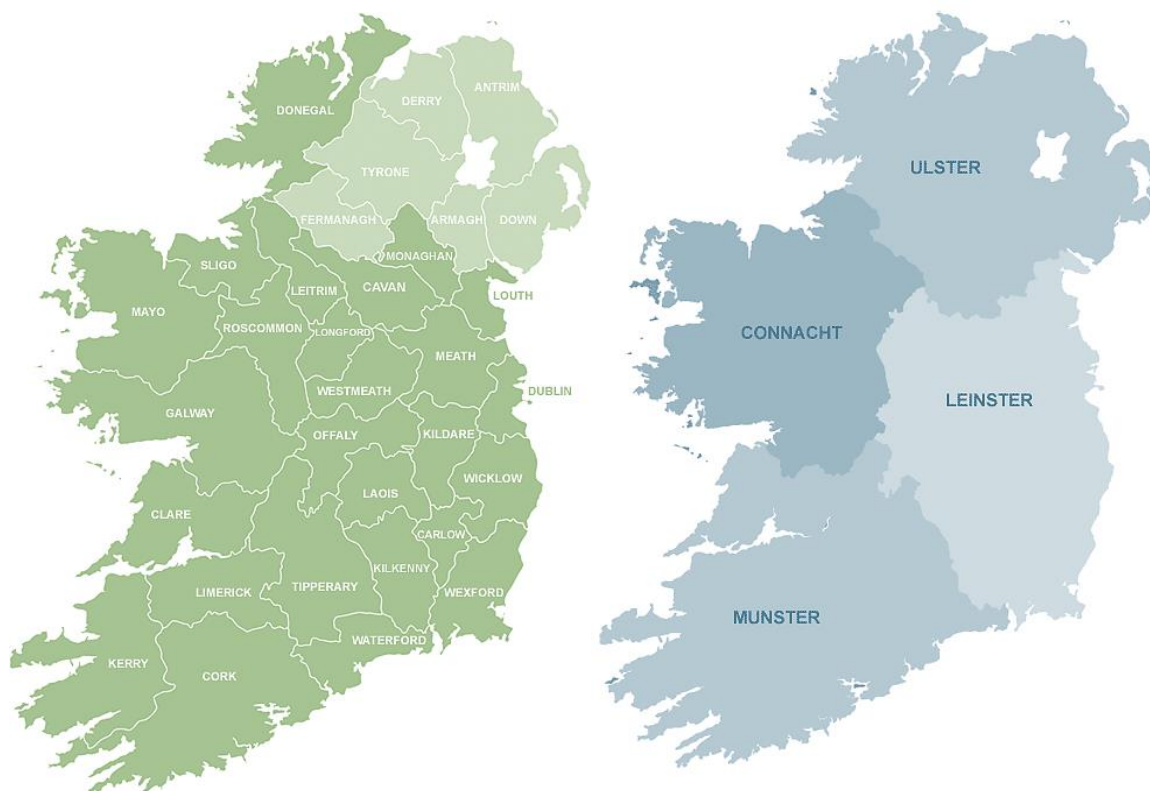 DONEGAL
DERRY
ANTRIM
TYRONE
FERMANAGH
ARMAGH
DOWN
MONAGHAN
SLIGO
LEITRIM
CAVAN
LOUTH
MAYO
ROSCOMMON
LONGFORD
MEATH
WESTMEATH
DUBLIN
GALWAY
OFFALY
KILDARE
WICKLOW
LAOIS
CLARE
CARLOW
KILKENNY
TIPPERARY
LIMERICK
WEXFORD
WATERFORD
KERRY
CORK
ULSTER
CONNACHT
LEINSTER
MUNSTER